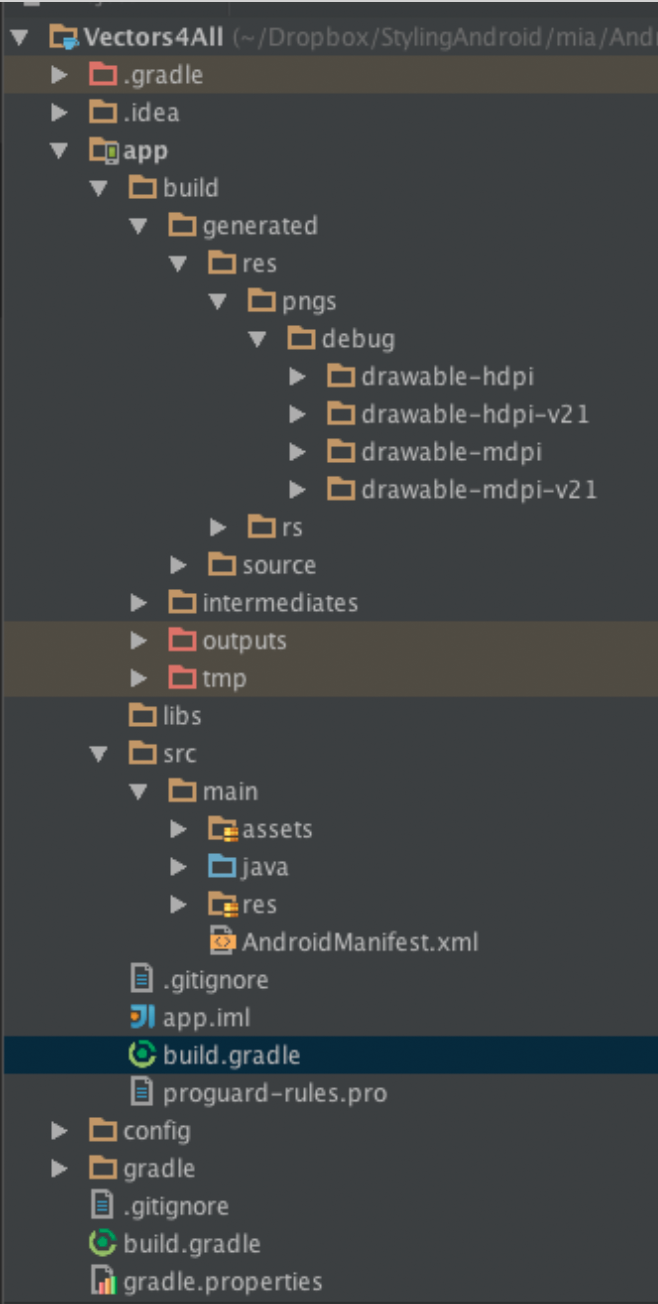 Vectors4All (~/Dropbox/StylingAndroid/mia/And
.gradle
.idea
app
build
generated
res
pngs
debug
drawable-hdpi
drawable-hdpi-v21
drawable-mdpi
drawable-mdpi-v21
rs
source
intermediates
outputs
tmp
libs
src
main
assets
java
res
AndroidManifest.xml
.gitignore
app.iml
build.gradle
proguard-rules.pro
config
gradle
.gitignore
build.gradle
gradle.properties